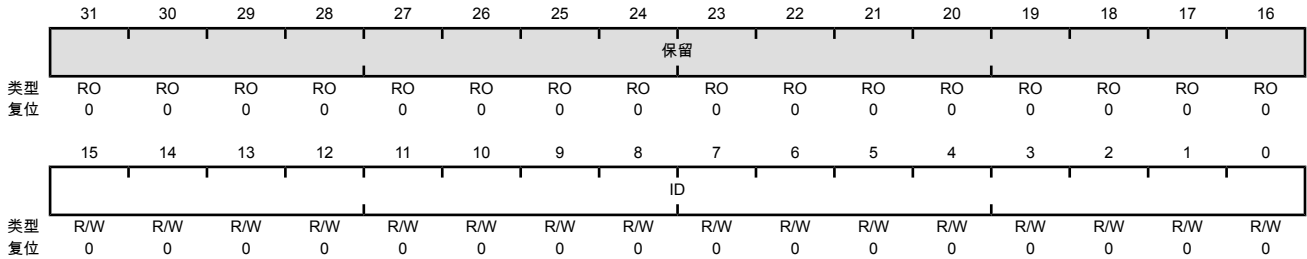 31 30 29 28 27 26 25 24 23 22 21 20 19 18 17 16
保留
类型 RO RO RO RO RO RO RO RO RO RO RO RO RO RO RO RO
复位 0 0 0 0 0 0 0 0 0 0 0 0 0 0 0 0
15 14 13 12 11 10 9 8 7 6 5 4 3 2 1 0
ID
类型 R/W R/W R/W R/W R/W R/W R/W R/W R/W R/W R/W R/W R/W R/W R/W R/W
复位 0 0 0 0 0 0 0 0 0 0 0 0 0 0 0 0